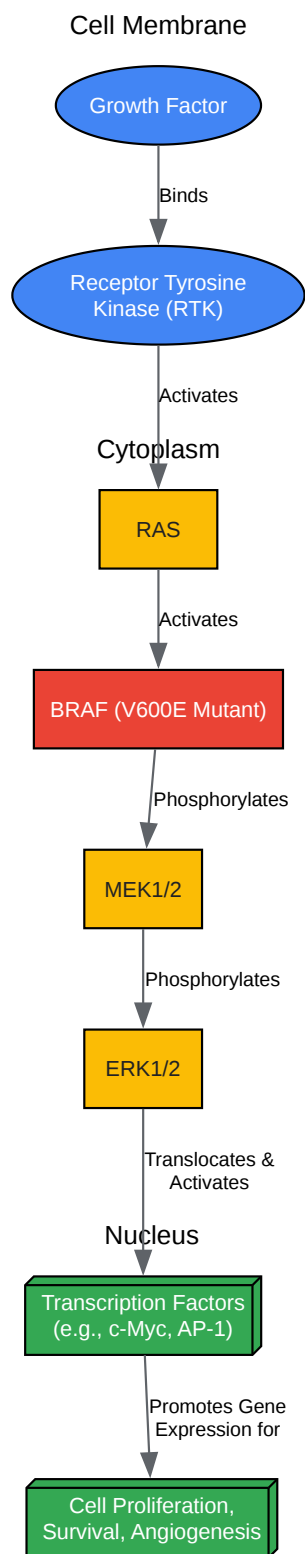 Cell Membrane
Growth Factor
Binds
Receptor Tyrosine
Kinase (RTK)
Activates
Cytoplasm
RAS
Activates
BRAF (V600E Mutant)
Phosphorylates
MEK1/2
Phosphorylates
ERK1/2
Translocates &
Activates
Nucleus
Transcription Factors
(e.g., c-Myc, AP-1)
Promotes Gene
Expression for
Cell Proliferation,
Survival, Angiogenesis